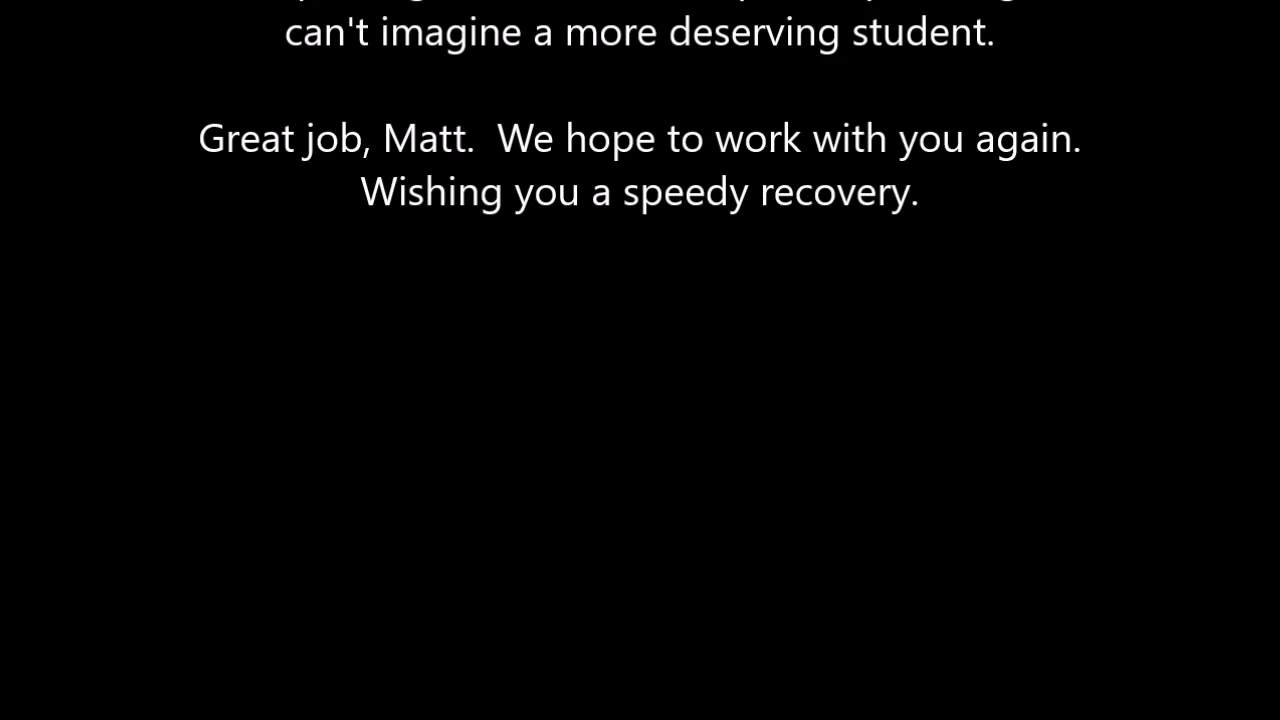 can't imagine a more deserving student.
Great job, Matt.  We hope to work with you again.
Wishing you a speedy recovery.